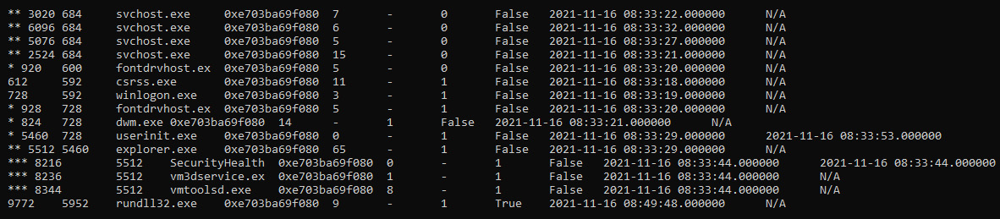 ** 3020 684 svchost.exe 0xe703ba69f080 7 - 0 False 2021-11-16 08:33:22.000000 N/A
** 6096 684 svchost.exe 0xe703ba69f080 6 - 0 False 2021-11-16 08:33:32.000000 N/A
** 5076 684 svchost.exe 0xe703ba69f080 5 - 0 False 2021-11-16 08:33:27.000000 N/A
** 2524 684 svchost.exe 0xe703ba69f080 15 - 0 False 2021-11-16 08:33:21.000000 N/A
* 920 600 fontdrvhost.ex 0xe703ba69f080 5 - 0 False 2021-11-16 08:33:20.000000 N/A
612 592 csrss.exe 0xe703ba69f080 11 - 1 False 2021-11-16 08:33:18.000000 N/A
728 592 winlogon.exe 0xe703ba69f080 3 - 1 False 2021-11-16 08:33:19.000000 N/A
* 928 728 fontdrvhost.ex 0xe703ba69f080 5 - 1 False 2021-11-16 08:33:20.000000 N/A
* 824 728 dwm.exe 0xe703ba69f080 14 - 1 False 2021-11-16 08:33:21.000000 N/A
* 5460 728 userinit.exe 0xe703ba69f080 0 - 1 False 2021-11-16 08:33:29.000000 2021-11-16 08:33:53.000000
** 5512 5460 explorer.exe 0xe703ba69f080 65 - 1 False 2021-11-16 08:33:29.000000 N/A
*** 8216 5512 SecurityHealth 0xe703ba69f080 0 - 1 False 2021-11-16 08:33:44.000000 2021-11-16 08:33:44.000000
*** 8236 5512 vm3dservice.ex 0xe703ba69f080 1 - 1 False 2021-11-16 08:33:44.000000 N/A
*** 8344 5512 vmtoolsd.exe 0xe703ba69f080 8 - 1 False 2021-11-16 08:33:44.000000 N/A
9772 5952 rundll32.exe 0xe703ba69f080 9 - 1 True 2021-11-16 08:49:48.000000 N/A